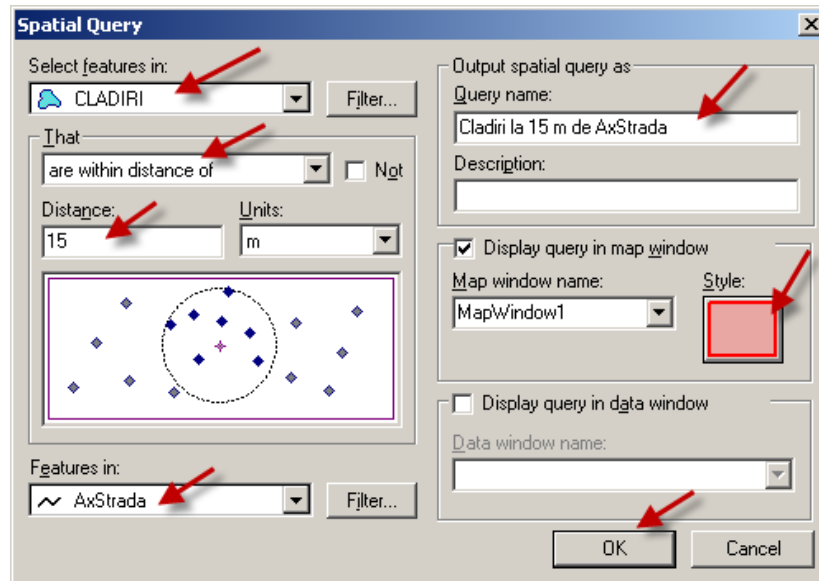 Spatial Query
Select features in:
CLADIRI
Filter...
That
are within distance of
Not
Distance:
Units:
15
m
Features in:
AxStrada
Filter...
Output spatial query as
Query name:
Cladiri la 15 m de AxStrada
Description:
Display query in map window
Map window name:
Style:
MapWindow1
Display query in data window
Data window name:
OK
Cancel